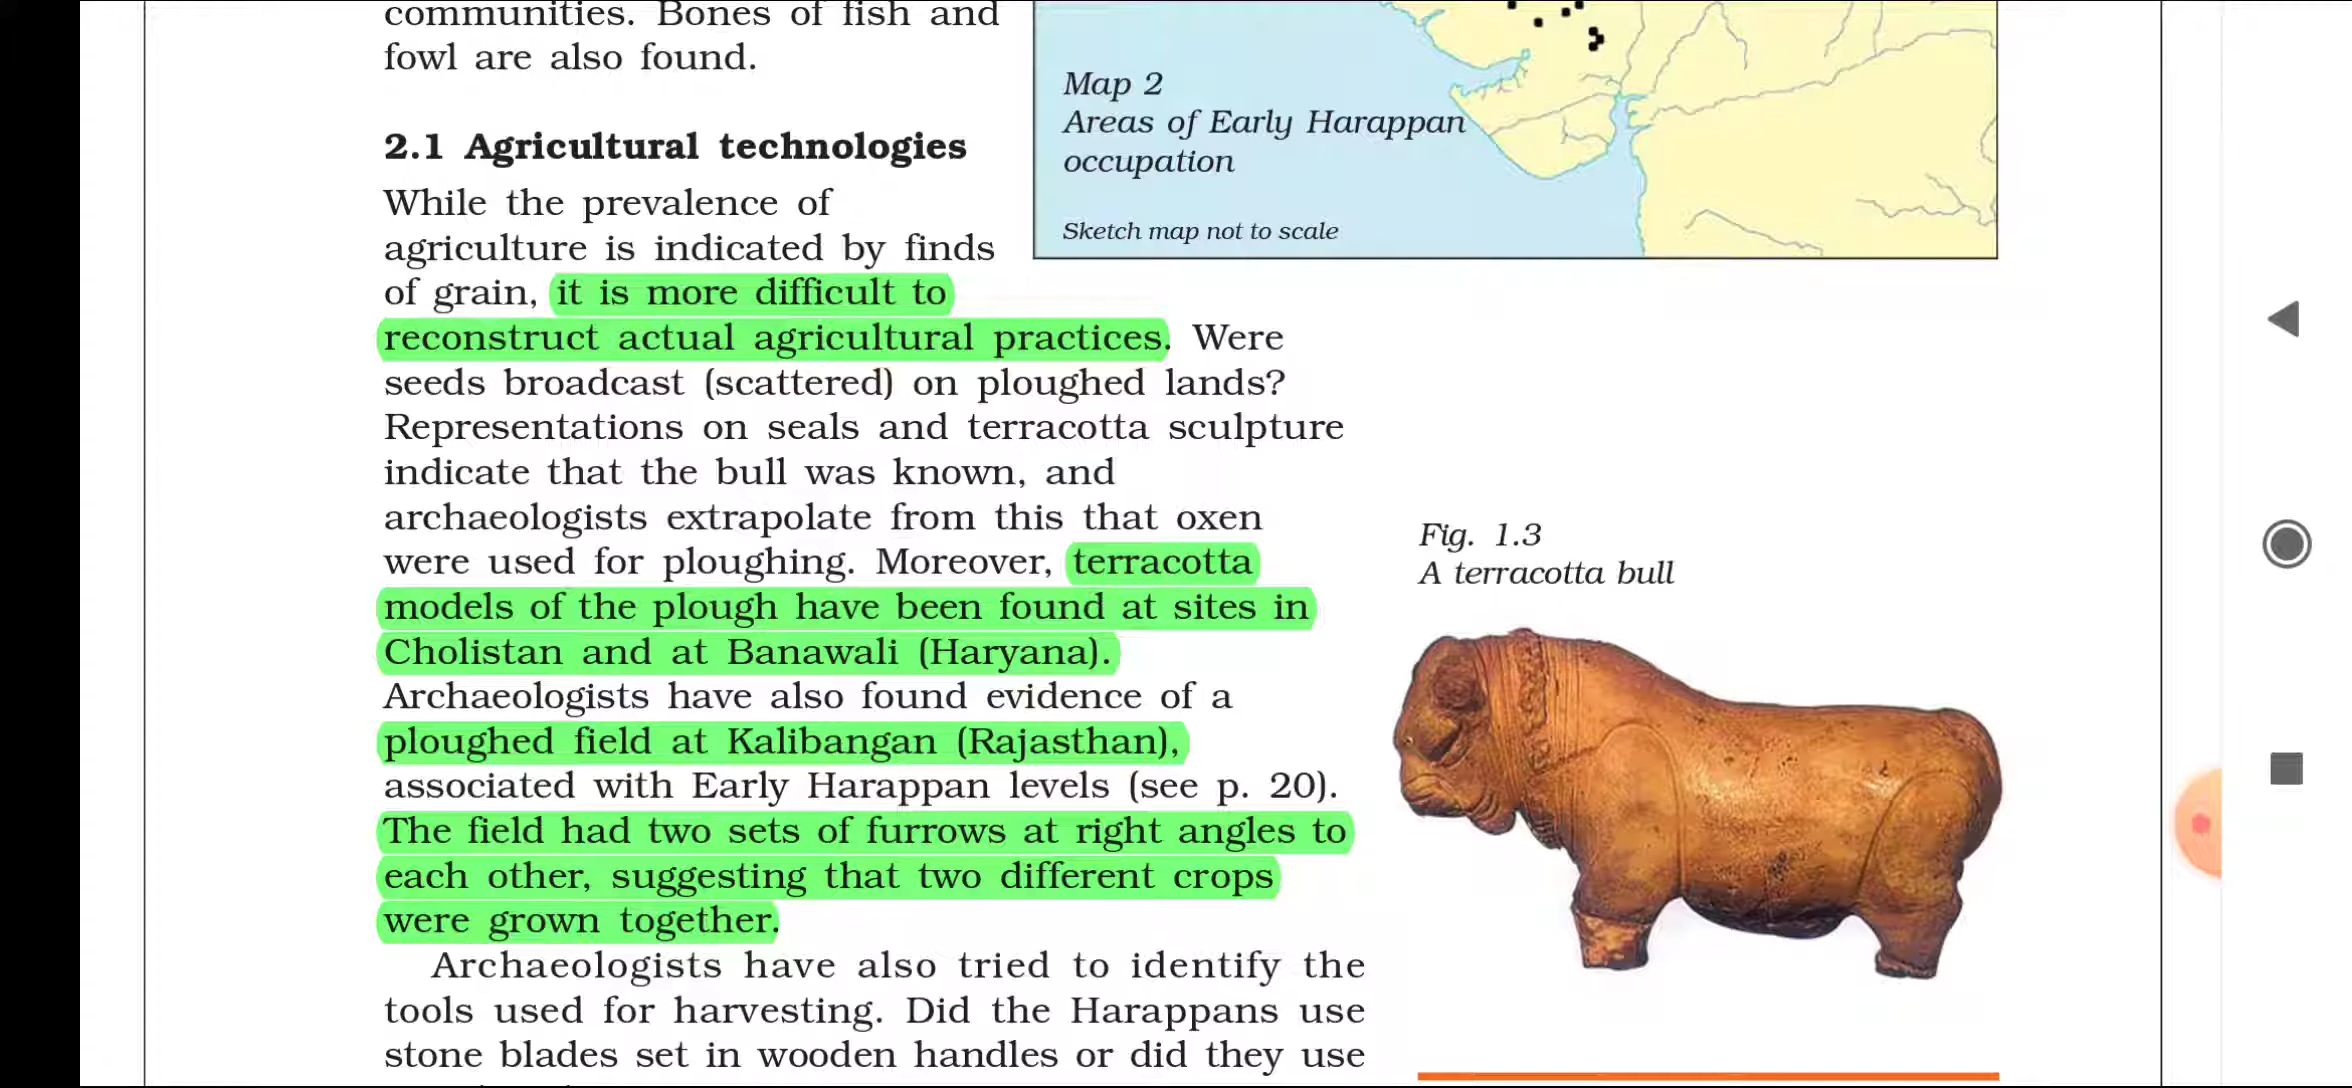 communities. Bones of fish and
fowl are also found.
2.1 Agricultural technologies
While the prevalence of
agriculture is indicated by finds
of grain, it is more difficult to
reconstruct actual agricultural practices. Were
seeds broadcast (scattered) on ploughed lands?
Representations on seals and terracotta sculpture
indicate that the bull was known, and
archaeologists extrapolate from this that oxen
were used for ploughing. Moreover, terracotta
models of the plough have been found at sites in
Cholistan and at Banawali (Haryana).
Archaeologists have also found evidence of a
ploughed field at Kalibangan (Rajasthan),
associated with Early Harappan levels (see p. 20).
The field had two sets of furrows at right angles to
each other, suggesting that two different crops
were grown together.
Archaeologists have also tried to identify the
tools used for harvesting. Did the Harappans use
stone blades set in wooden handles or did they use
Map 2
Areas of Early Harappan
occupation
Sketch map not to scale
Fig. 1.3
A terracotta bull